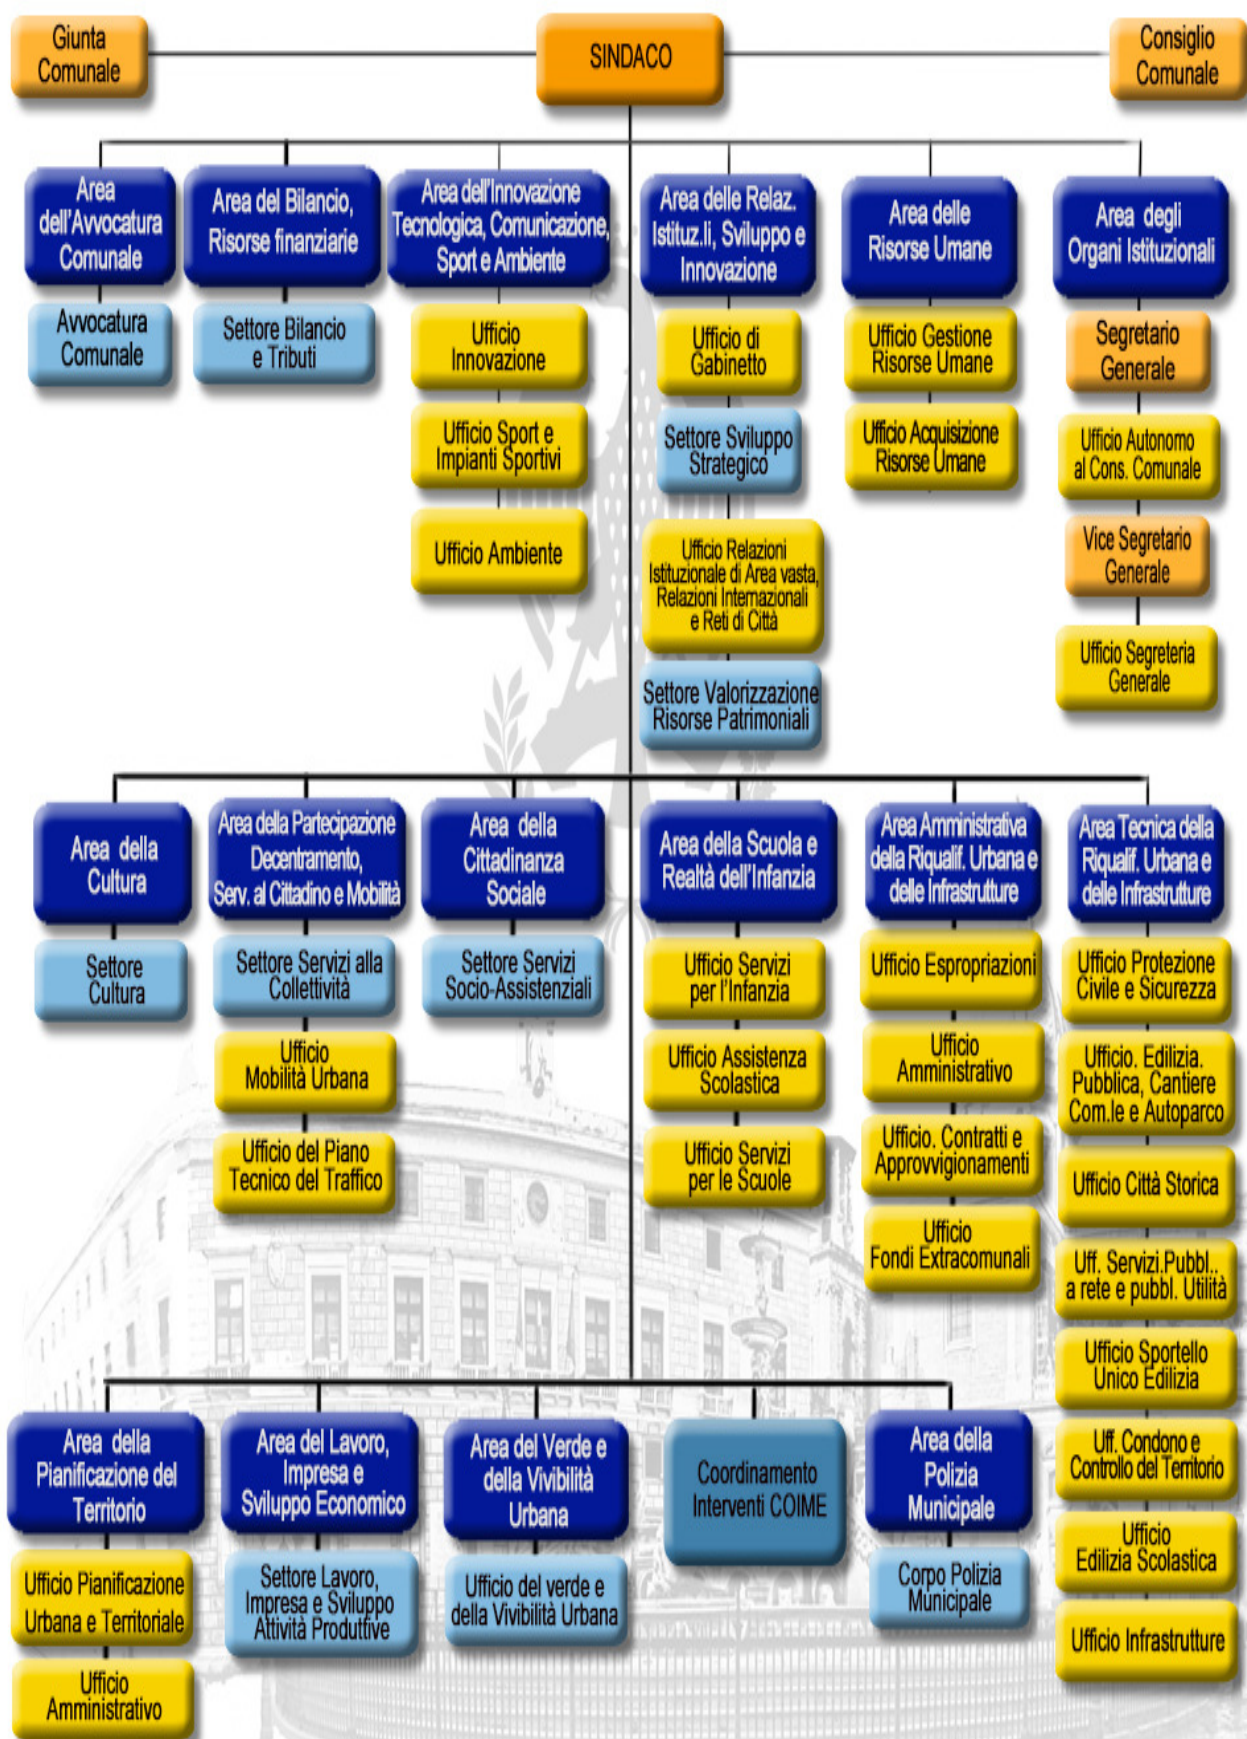 Giunta
Comunale
SINDACO
Consiglio
Comunale
Area
dell'Avvocatura
Comunale
Avvocatura
Comunale
Area del Bilancio,
Risorse finanziarie
Settore Bilancio
e Tributi
Area dell'Innovazione
Tecnologica, Comunicazione,
Sport e Ambiente
Ufficio
Innovazione
Ufficio Sport e
Impianti Sportivi
Ufficio Ambiente
Area delle Relaz.
Istituz.li, Sviluppo e
Innovazione
Ufficio di
Gabinetto
Settore Sviluppo
Strategico
Ufficio Relazioni
Istituzionale di Area vasta,
Relazioni Internazionali
e Reti di Città
Settore Valorizzazione
Risorse Patrimoniali
Area delle
Risorse Umane
Ufficio Gestione
Risorse Umane
Ufficio Acquisizione
Risorse Umane
Area degli
Organi Istituzionali
Segretario
Generale
Ufficio Autonomo
al Cons. Comunale
Vice Segretario
Generale
Ufficio Segreteria
Generale
Area della
Cultura
Settore
Cultura
Area della Partecipazione
Decentramento,
Serv. al Cittadino e Mobilità
Settore Servizi alla
Collettività
Ufficio
Mobilità Urbana
Ufficio del Piano
Tecnico del Traffico
Area della
Cittadinanza
Sociale
Settore Servizi
Socio-Assistenziali
Area della Scuola e
Realtà dell'Infanzia
Ufficio Servizi
per l'Infanzia
Ufficio Assistenza
Scolastica
Ufficio Servizi
per le Scuole
Area Amministrativa
della Riqualif. Urbana e
delle Infrastrutture
Ufficio Espropriazioni
Ufficio
Amministrativo
Ufficio. Contratti e
Approvvigionamenti
Ufficio
Fondi Extracomunali
Area Tecnica della
Riqualif. Urbana e
delle Infrastrutture
Ufficio Protezione
Civile e Sicurezza
Ufficio. Edilizia.
Pubblica, Cantiere
Com.le e Autoparco
Ufficio Città Storica
Uff. Servizi.Pubbl..
a rete e pubbl. Utilità
Ufficio Sportello
Unico Edilizia
Uff. Condono e
Controllo del Territorio
Ufficio
Edilizia Scolastica
Ufficio Infrastrutture
Area della
Pianificazione del
Territorio
Ufficio Pianificazione
Urbana e Territoriale
Ufficio
Amministrativo
Area del Lavoro,
Impresa e
Sviluppo Economico
Settore Lavoro,
Impresa e Sviluppo
Attività Produttive
Area del Verde e
della Vivibilità
Urbana
Ufficio del verde e
della Vivibilità Urbana
Coordinamento
Interventi COIME
Area della
Polizia
Municipale
Corpo Polizia
Municipale